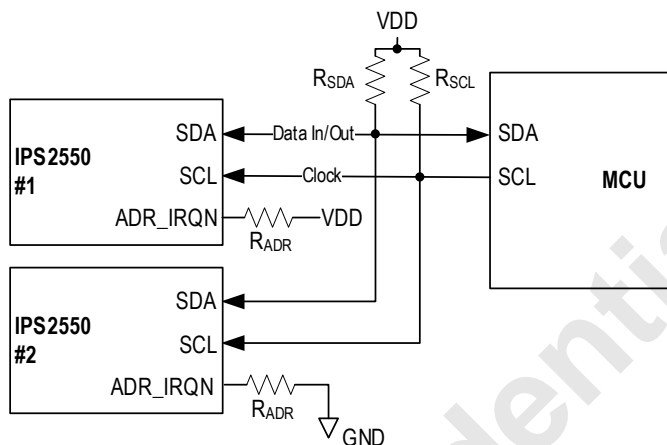 VDD
RSDA
RSCL
IPS2550
#1
SDA
Data In/Out
SCL
Clock
ADR_IRQN
VDD
RADR
SDA
SCL
MCU
IPS2550
#2
SDA
SCL
ADR_IRQN
RADR
GND